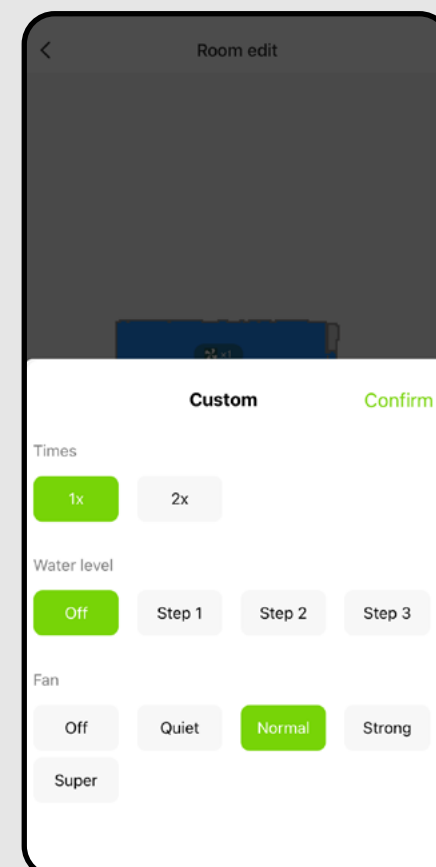 Room edit
x1
Custom
Confirm
Times
1x
2x
Water level
Off
Step 1
Step 2
Step 3
Fan
Off
Quiet
Normal
Strong
Super